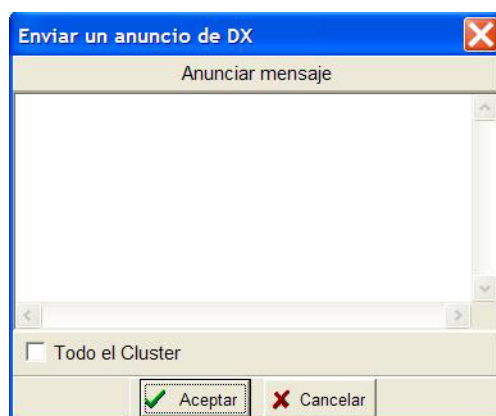 Enviar un anuncio de DX
Anunciar mensaje
Todo el Cluster
Aceptar Cancelar